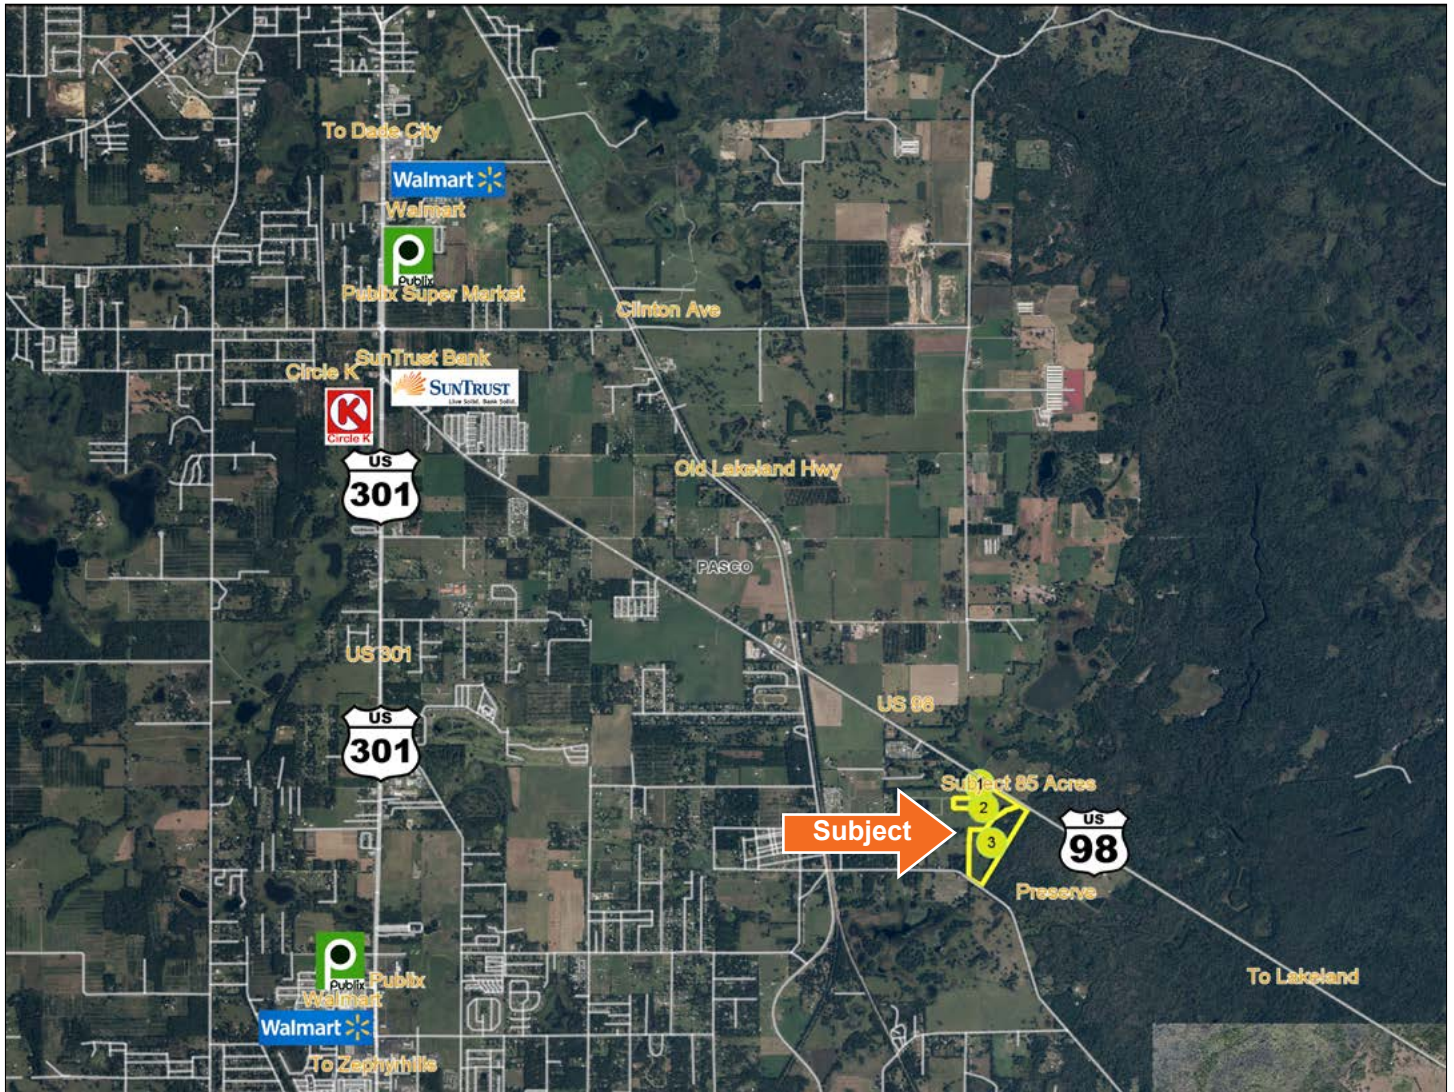 To Dade City
Walmart
Walmart
Publix
Publix Super Market
Clinton Ave
SunTrust Bank
Circle K
SUNTRUST
Live Solid. Bank Solid.
K
Circle K
US
301
Old Lakeland Hwy
PASCO
US 301
US 98
US
301
1
Subject 85 Acres
2
Subject
3
US
98
Preserve
Publix
Publix
Walmart
To Lakeland
Walmart
To Zephyrhills